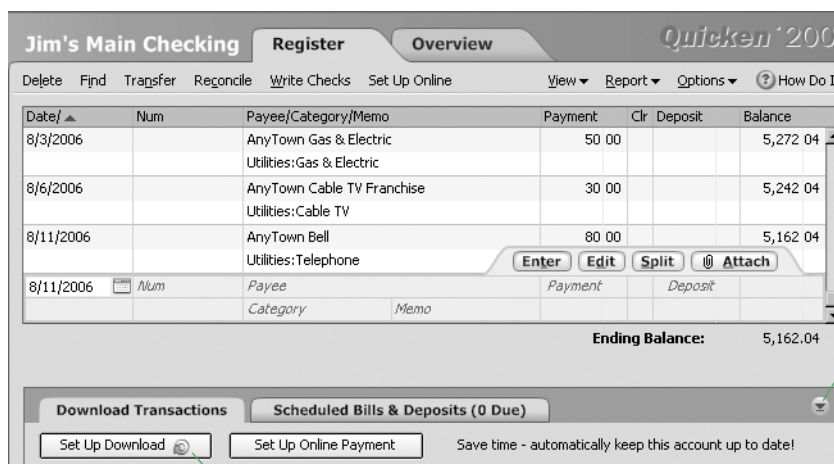 Jim's Main Checking Register Overview Quicken 200
Delete Find Transfer Reconcile Write Checks Set Up Online View Report Options ? How Do I
Date/ Num Payee/Category/Memo Payment Clr Deposit Balance
8/3/2006 AnyTown Gas & Electric 50 00 5,272 04
Utilities:Gas & Electric
8/6/2006 AnyTown Cable TV Franchise 30 00 5,242 04
Utilities:Cable TV
8/11/2006 AnyTown Bell 80 00 5,162 04
Utilities:Telephone Enter Edit Split Attach
8/11/2006 Num Payee Payment Deposit
Category Memo
Ending Balance: 5,162.04
Download Transactions Scheduled Bills & Deposits (0 Due)
Set Up Download Set Up Online Payment Save time - automatically keep this account up to date!